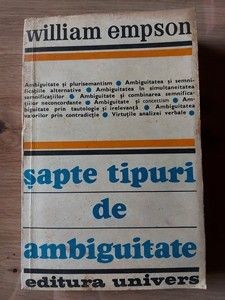 william empson
Ambiguitate și plurisemantism ● Ambiguitatea și semni-
ficațiile alternative ● Ambiguitatea în simultaneitatea
semnificațiilor ● Ambiguitate și combinarea semnifica-
țiilor neconcordante ● Ambiguitate și concettism ● Am-
biguitate prin tautologie și irelevanță ● Ambiguitatea
valorilor prin contradicție ● Virtuțile analizei verbale ●
șapte tipuri
de
ambiguitate
editura univers